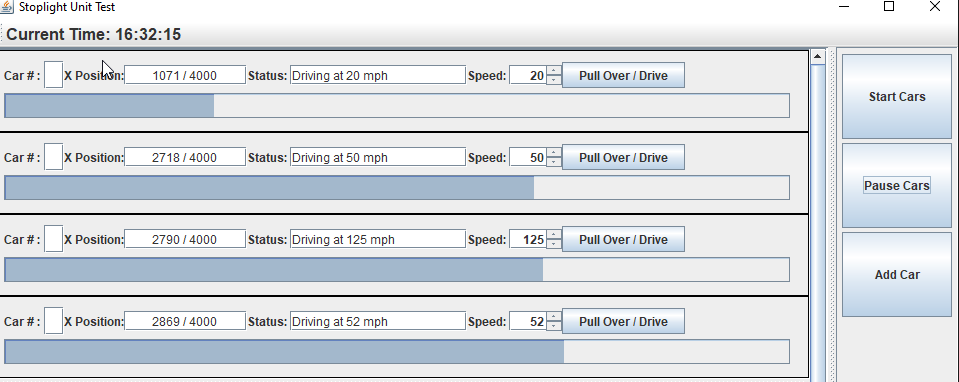 Stoplight Unit Test
Current Time: 16:32:15
Car # : X Position: 1071 / 4000 Status: Driving at 20 mph Speed: 20 Pull Over / Drive
Car # : X Position: 2718 / 4000 Status: Driving at 50 mph Speed: 50 Pull Over / Drive
Car # : X Position: 2790 / 4000 Status: Driving at 125 mph Speed: 125 Pull Over / Drive
Car # : X Position: 2869 / 4000 Status: Driving at 52 mph Speed: 52 Pull Over / Drive
Start Cars
Pause Cars
Add Car